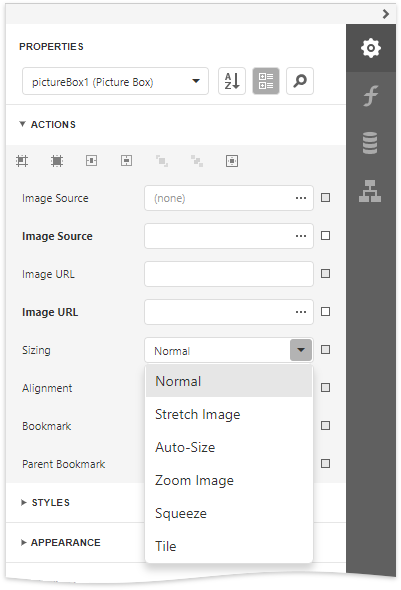 PROPERTIES
pictureBox1 (Picture Box)
A Z
ACTIONS
Image Source (none) ...
Image Source ...
Image URL
Image URL ...
Sizing Normal
Alignment
Normal
Bookmark
Stretch Image
Parent Bookmark
Auto-Size
Zoom Image
Squeeze
Tile
STYLES
APPEARANCE